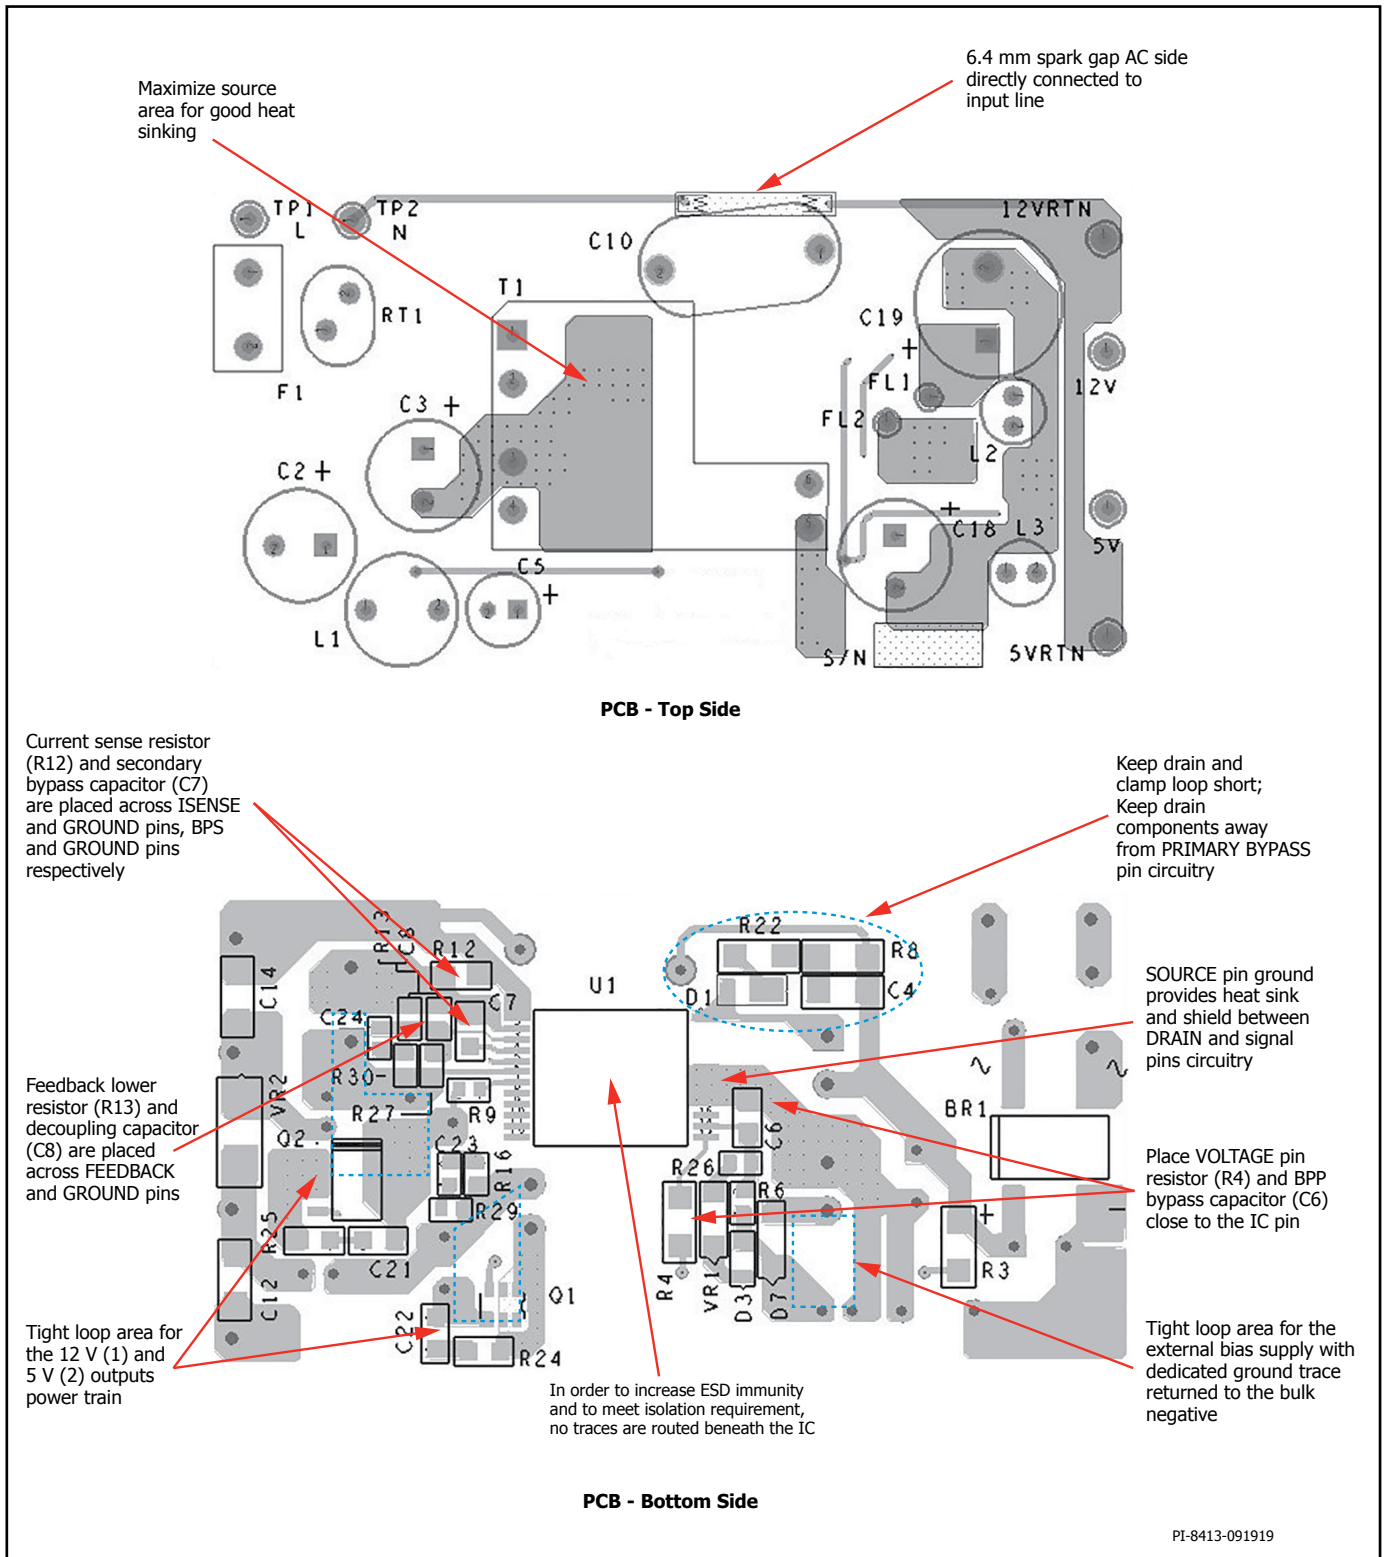 Maximize source
area for good heat
sinking
6.4 mm spark gap AC side
directly connected to
input line
TP1
L
TP2
N
12VRTN
C10
T1
RT1
C19
+
F1
FL1
12V
C3 +
FL2
L2
C2 +
+
C18
L3
5V
C5
+
L1
S/N
5VRTN
PCB - Top Side
Current sense resistor
(R12) and secondary
bypass capacitor (C7)
are placed across ISENSE
and GROUND pins, BPS
and GROUND pins
respectively
Keep drain and
clamp loop short;
Keep drain
components away
from PRIMARY BYPASS
pin circuitry
R13
C8
R12
R22
R8
C14
U1
D1
C4
C7
C24
SOURCE pin ground
provides heat sink
and shield between
DRAIN and signal
pins circuitry
Feedback lower
resistor (R13) and
decoupling capacitor
(C8) are placed
across FEEDBACK
and GROUND pins
R30
VR2
R27
R9
C6
BR1
Q2
C23
R16
R26
R6
Place VOLTAGE pin
resistor (R4) and BPP
bypass capacitor (C6)
close to the IC pin
R29
R25
+
-
C21
R4
VR1
D3
D7
R3
C12
Q1
C22
R24
Tight loop area for
the 12 V (1) and
5 V (2) outputs
power train
In order to increase ESD immunity
and to meet isolation requirement,
no traces are routed beneath the IC
Tight loop area for the
external bias supply with
dedicated ground trace
returned to the bulk
negative
PCB - Bottom Side
PI-8413-091919